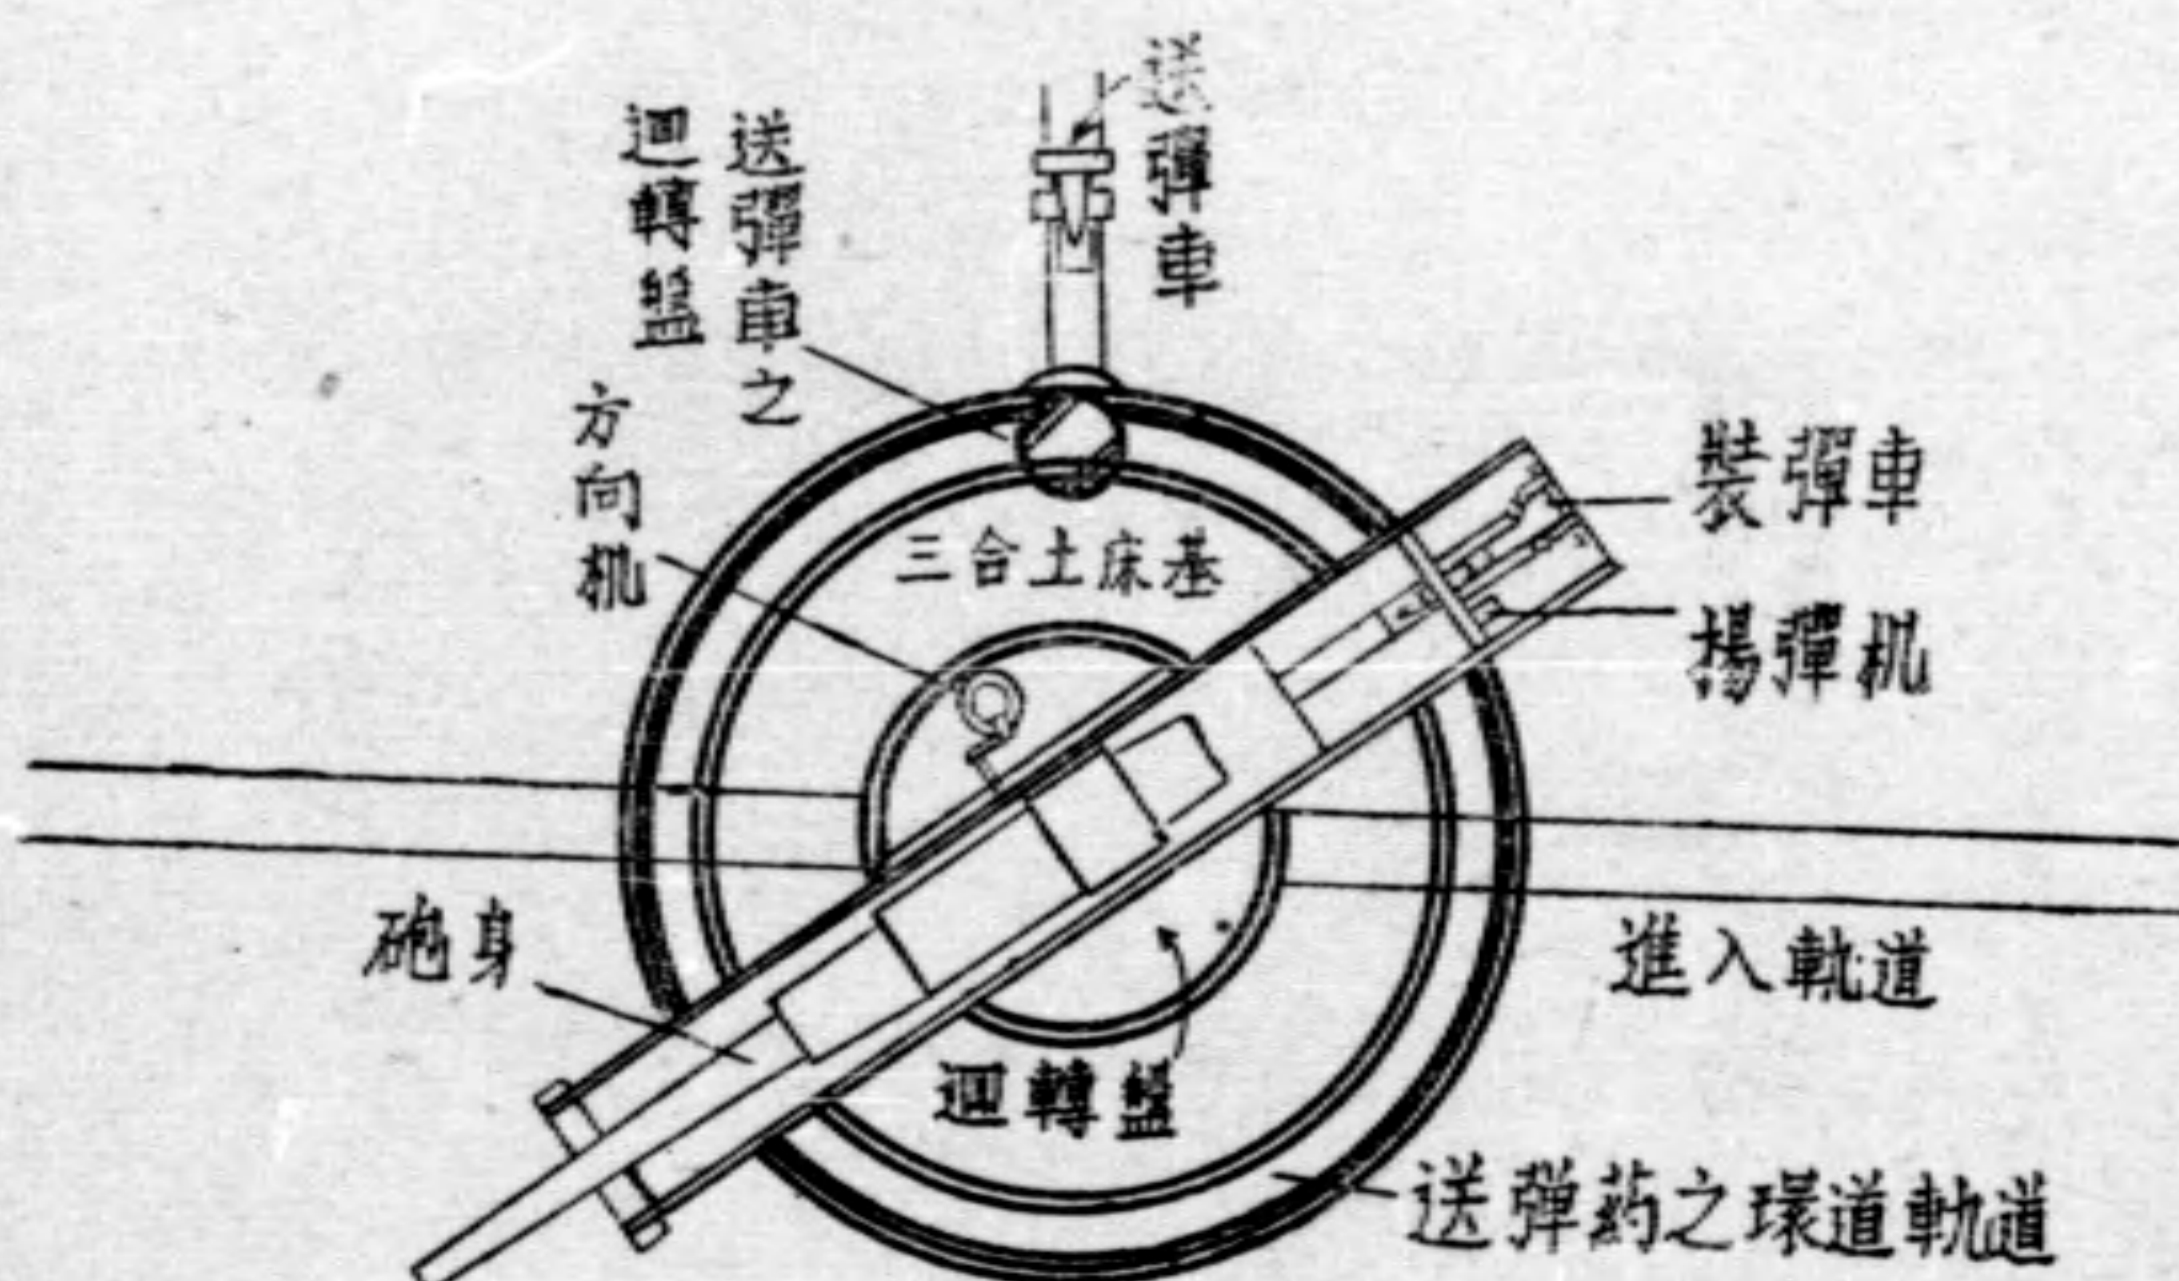 送彈車
送彈車之
迴轉盤
方向机
三合土床基
裝彈車
揚彈机
砲身
進入軌道
迴轉盤
送弹葯之環道軌道